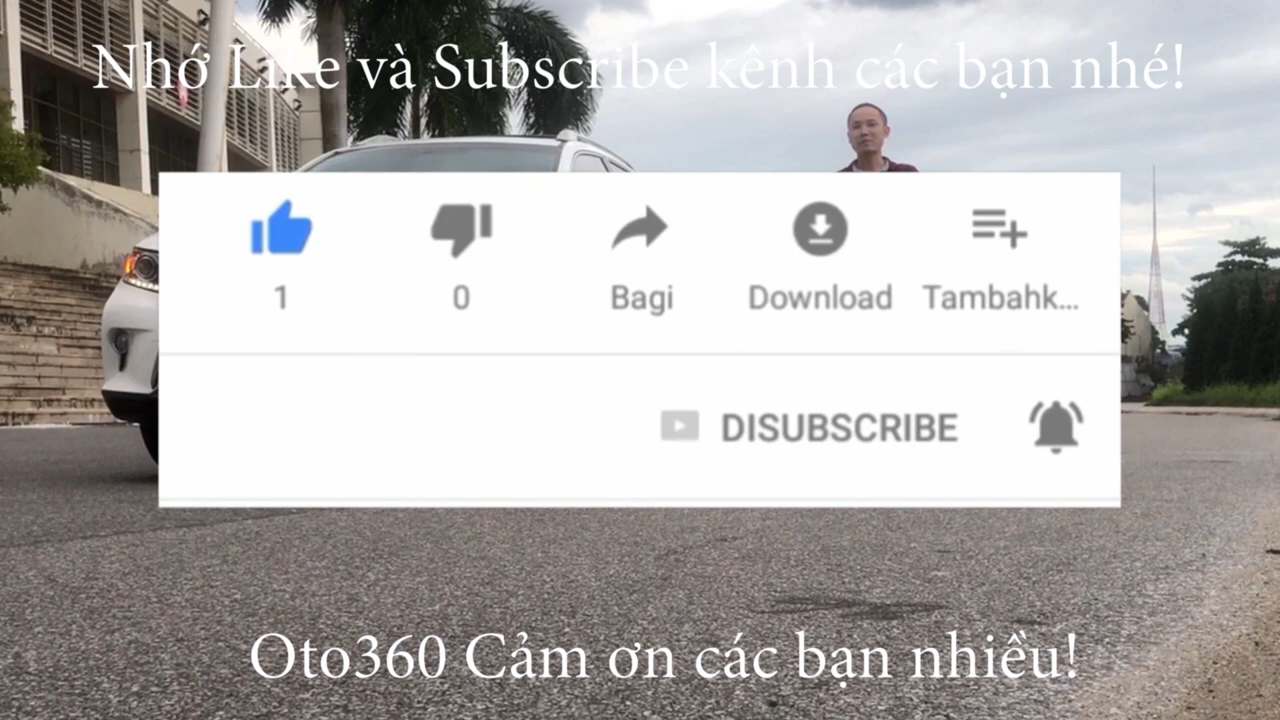 Nhớ Like và Subscribe kênh các bạn nhé!
1 0 Bagi Download Tambahk...
DISUBSCRIBE
Oto360 Cảm ơn các bạn nhiều!